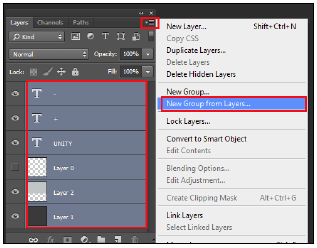 Layers Channels Paths
Kind
Normal Opacity: 100%
Lock: Fill: 100%
T -
T +
T UNITY
Layer 0
Layer 2
Layer 1
fx
New Layer... Shift+Ctrl+N
Copy CSS
Duplicate Layers...
Delete Layers
Delete Hidden Layers
New Group...
New Group from Layers...
Lock Layers...
Convert to Smart Object
Edit Contents
Blending Options...
Edit Adjustment...
Create Clipping Mask Alt+Ctrl+G
Link Layers
Select Linked Layers